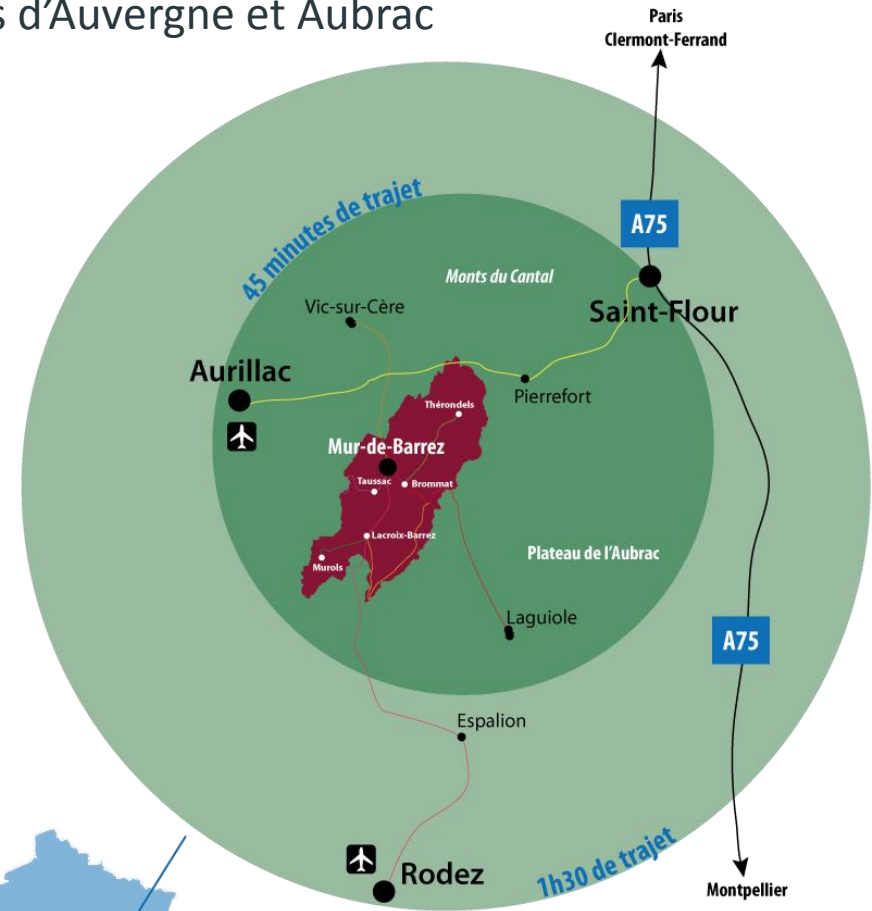 s d'Auvergne et Aubrac
Paris
Clermont-Ferrand
45 minutes de trajet
A75
Monts du Cantal
Vic-sur-Cère
Saint-Flour
Aurillac
Pierrefort
Thérondels
Mur-de-Barrez
Taussac
Brommat
Lacroix-Barrez
Murols
Plateau de l'Aubrac
Laguiole
A75
Espalion
1h30 de trajet
Rodez
Montpellier